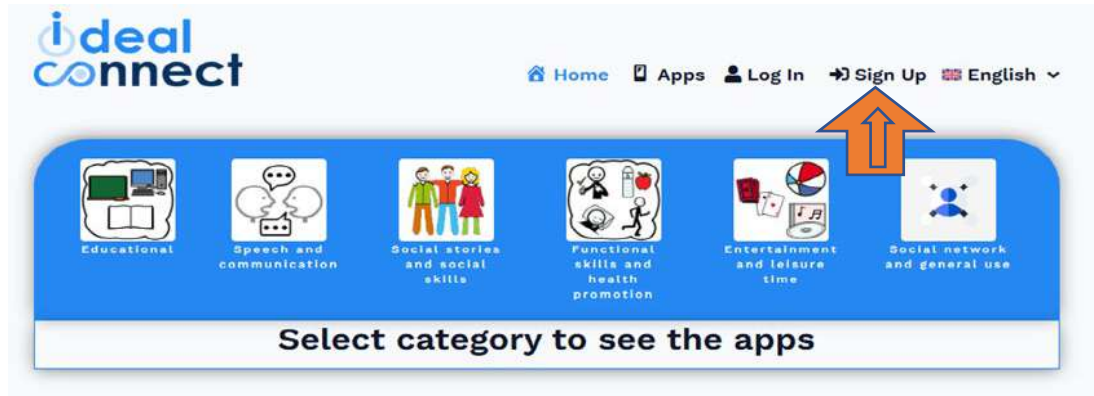 ideal
connect
Home Apps Log In Sign Up English
Educational
Speech and
communication
Social stories
and social
skills
Functional
skills and
health
promotion
Entertainment
and leisure
time
Social network
and general use
Select category to see the apps